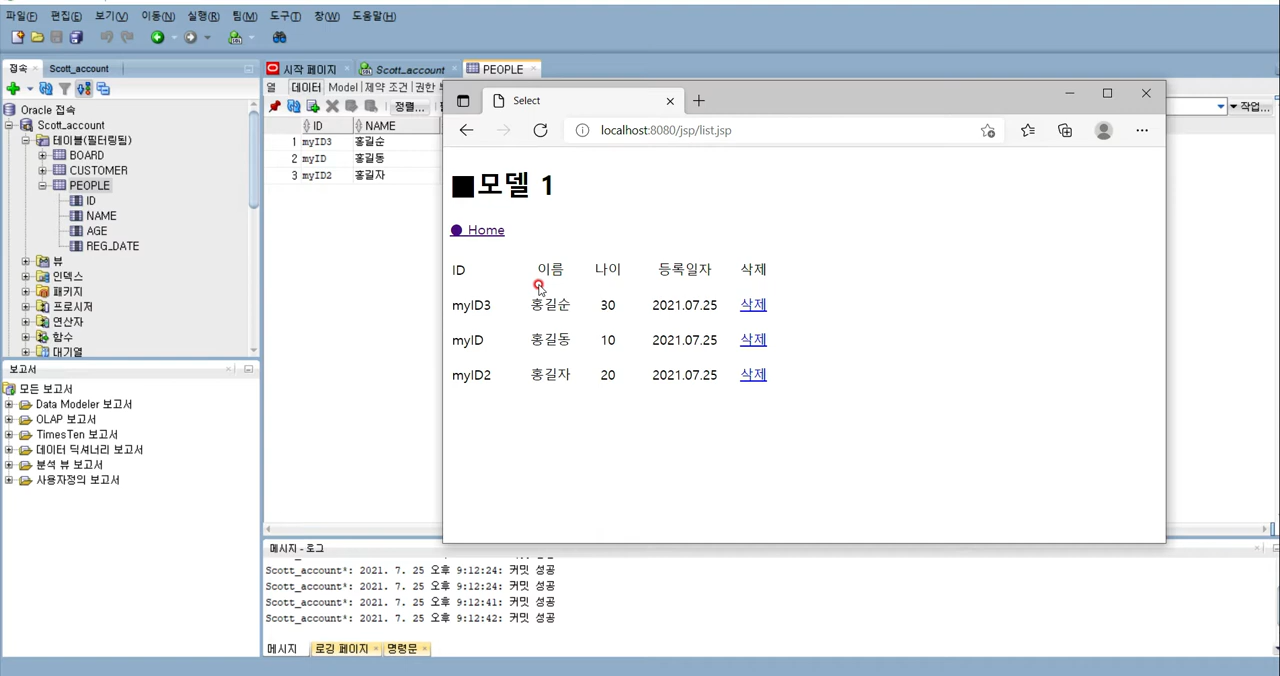 파일(F) 편집(E) 보기(V) 이동(N) 실행(R) 팀(M) 도구(T) 창(W) 도움말(H)
접속 Scott_account
Oracle 접속
Scott_account
테이블(필터링됨)
BOARD
CUSTOMER
PEOPLE
ID
NAME
AGE
REG_DATE
뷰
인덱스
패키지
프로시저
연산자
함수
대기열
보고서
모든 보고서
Data Modeler 보고서
OLAP 보고서
TimesTen 보고서
데이터 딕셔너리 보고서
분석 뷰 보고서
사용자정의 보고서
시작 페이지 Scott_account PEOPLE
열 데이터 Model 제약 조건 권한
정렬...
작업...
ID NAME
1 myID3 홍길순
2 myID 홍길동
3 myID2 홍길자
Select
localhost:8080/jsp/list.jsp
■모델 1
● Home
ID 이름 나이 등록일자 삭제
myID3 홍길순 30 2021.07.25 삭제
myID 홍길동 10 2021.07.25 삭제
myID2 홍길자 20 2021.07.25 삭제
메시지 - 로그
Scott_account*: 2021. 7. 25 오후 9:12:24: 커밋 성공
Scott_account*: 2021. 7. 25 오후 9:12:24: 커밋 성공
Scott_account*: 2021. 7. 25 오후 9:12:41: 커밋 성공
Scott_account*: 2021. 7. 25 오후 9:12:42: 커밋 성공
메시지 로깅 페이지 명령문